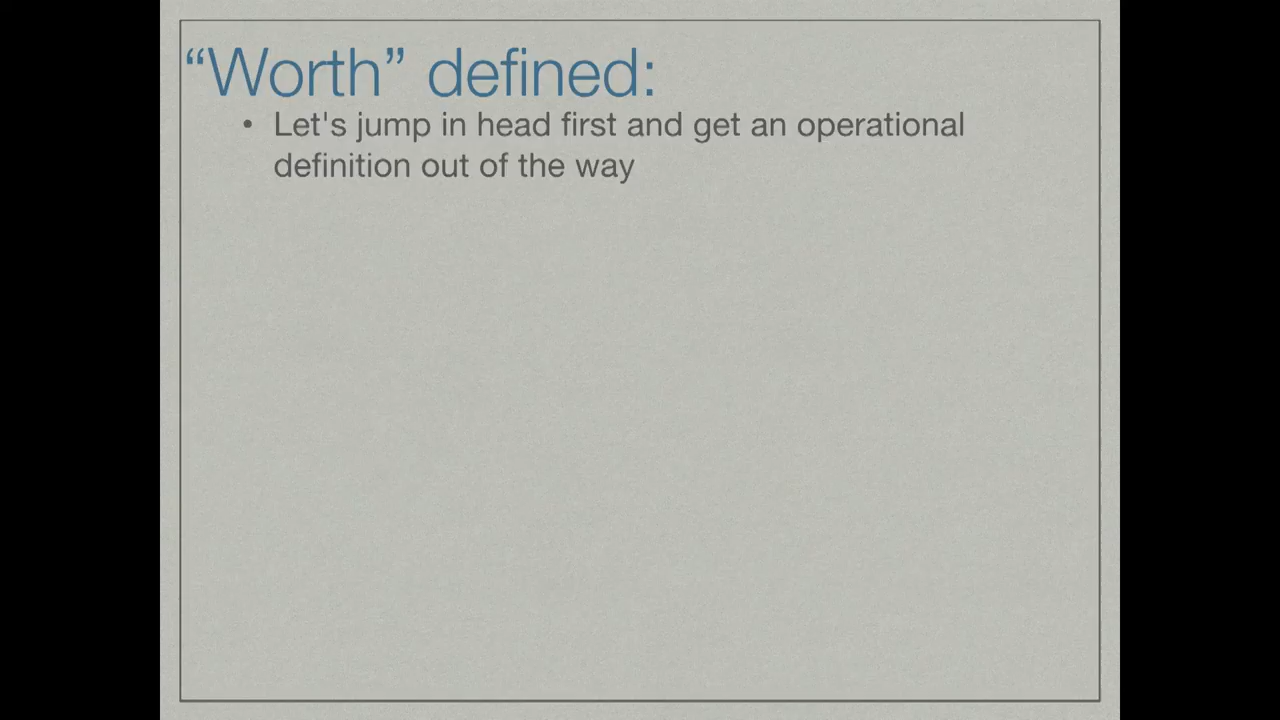 “Worth” defined:
• Let's jump in head first and get an operational
definition out of the way